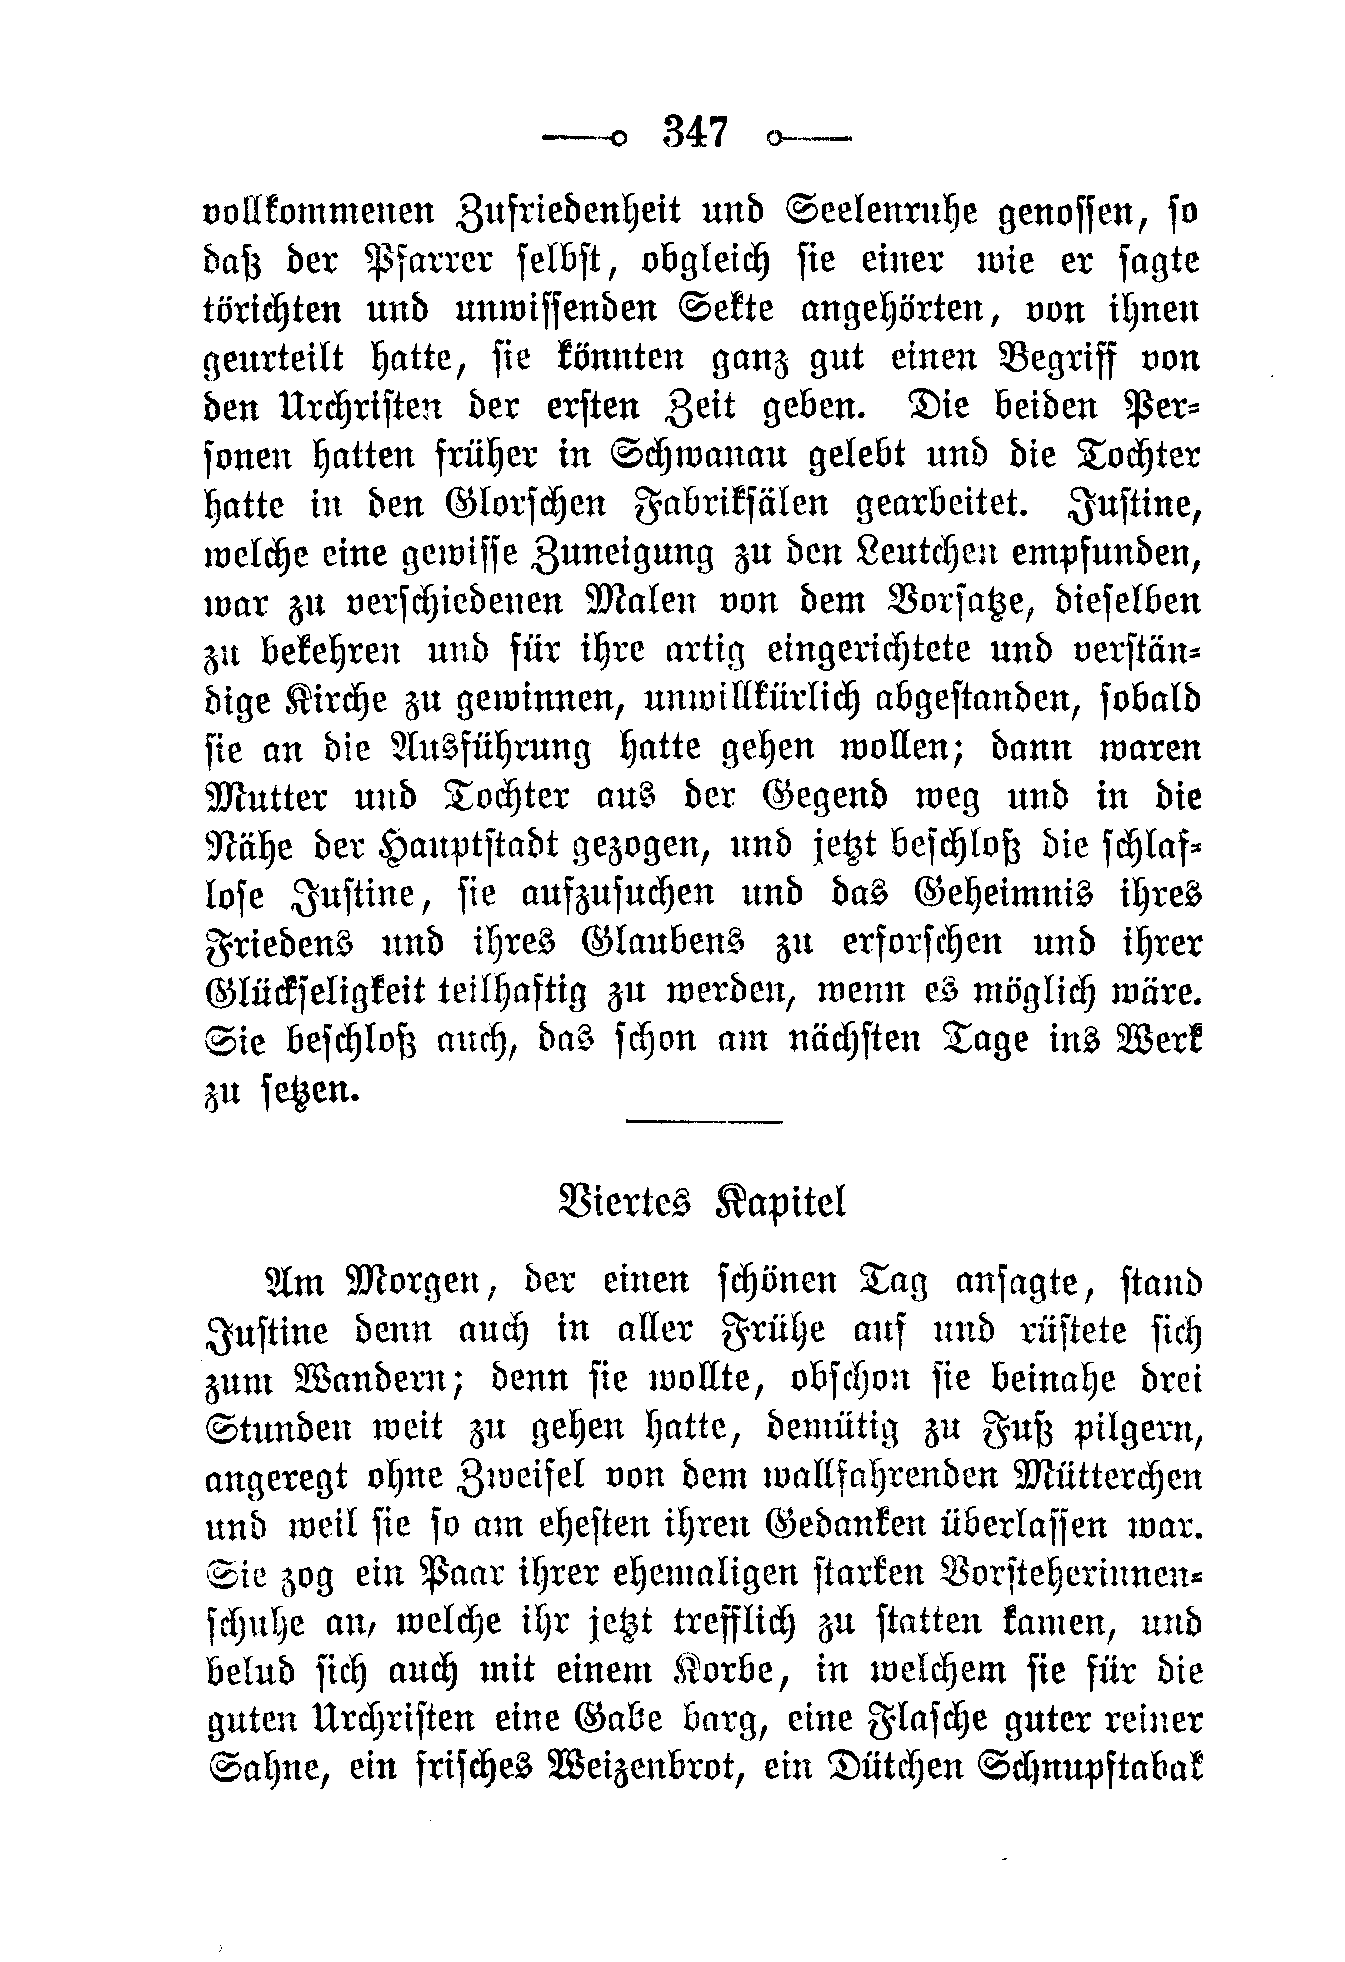 347
vollkommenen Zufriedenheit und Seelenruhe genossen, so
daß der Pfarrer selbst, obgleich sie einer wie er sagte
törichten und unwissenden Sekte angehörten, von ihnen
geurteilt hatte, sie könnten ganz gut einen Begriff von
den Urchristen der ersten Zeit geben. Die beiden Per-
sonen hatten früher in Schwanau gelebt und die Tochter
hatte in den Glorschen Fabriksälen gearbeitet. Justine,
welche eine gewisse Zuneigung zu den Leutchen empfunden,
war zu verschiedenen Malen von dem Vorsatze, dieselben
zu bekehren und für ihre artig eingerichtete und verstän-
dige Kirche zu gewinnen, unwillkürlich abgestanden, sobald
sie an die Ausführung hatte gehen wollen; dann waren
Mutter und Tochter aus der Gegend weg und in die
Nähe der Hauptstadt gezogen, und jetzt beschloß die schlaf-
lose Justine, sie aufzusuchen und das Geheimnis ihres
Friedens und ihres Glaubens zu erforschen und ihrer
Glückseligkeit teilhaftig zu werden, wenn es möglich wäre.
Sie beschloß auch, das schon am nächsten Tage ins Werk
zu setzen.
Viertes Kapitel
Am Morgen, der einen schönen Tag ansagte, stand
Justine denn auch in aller Frühe auf und rüstete sich
zum Wandern; denn sie wollte, obschon sie beinahe drei
Stunden weit zu gehen hatte, demütig zu Fuß pilgern,
angeregt ohne Zweifel von dem wallfahrenden Mütterchen
und weil sie so am ehesten ihren Gedanken überlassen war.
Sie zog ein Paar ihrer ehemaligen starken Vorsteherinnen-
schuhe an, welche ihr jetzt trefflich zu statten kamen, und
belud sich auch mit einem Korbe, in welchem sie für die
guten Urchristen eine Gabe barg, eine Flasche guter reiner
Sahne, ein frisches Weizenbrot, ein Dütchen Schnupftabak